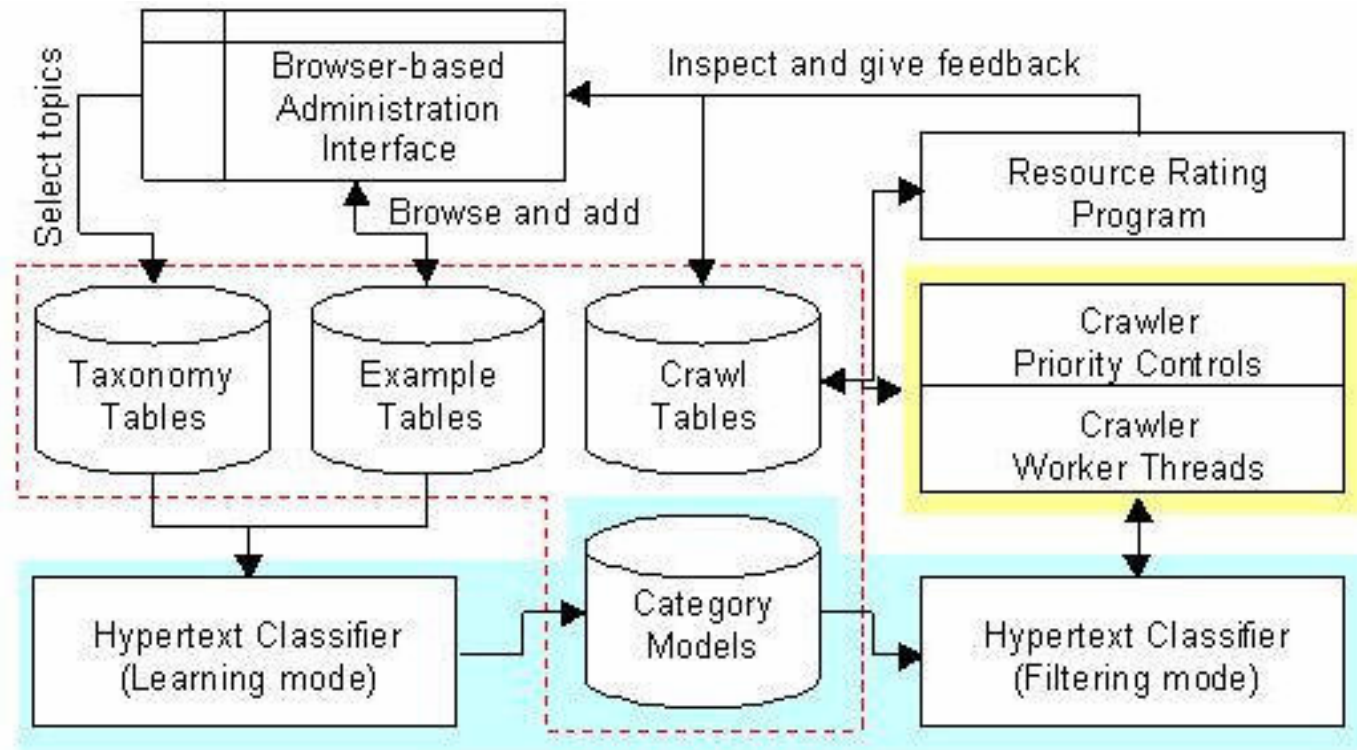 Browser-based
Administration
Interface
Select topics
Inspect and give feedback
Browse and add
Resource Rating
Program
Taxonomy
Tables
Example
Tables
Crawl
Tables
Crawler
Priority Controls
Crawler
Worker Threads
Hypertext Classifier
(Learning mode)
Category
Models
Hypertext Classifier
(Filtering mode)